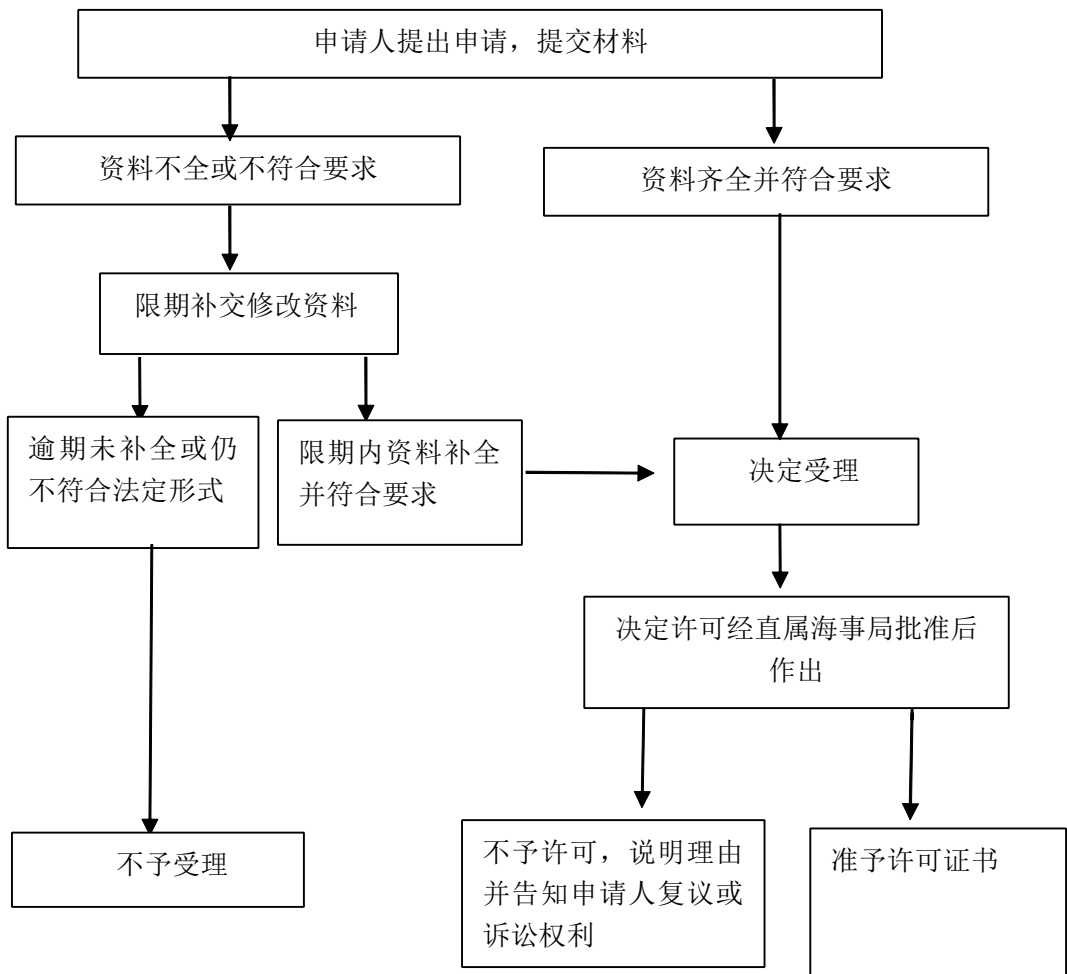 申请人提出申请，提交材料
资料不全或不符合要求
资料齐全并符合要求
限期补交修改资料
逾期未补全或仍
不符合法定形式
限期内资料补全
并符合要求
决定受理
决定许可经直属海事局批准后
作出
不予受理
不予许可，说明理由
并告知申请人复议或
诉讼权利
准予许可证书